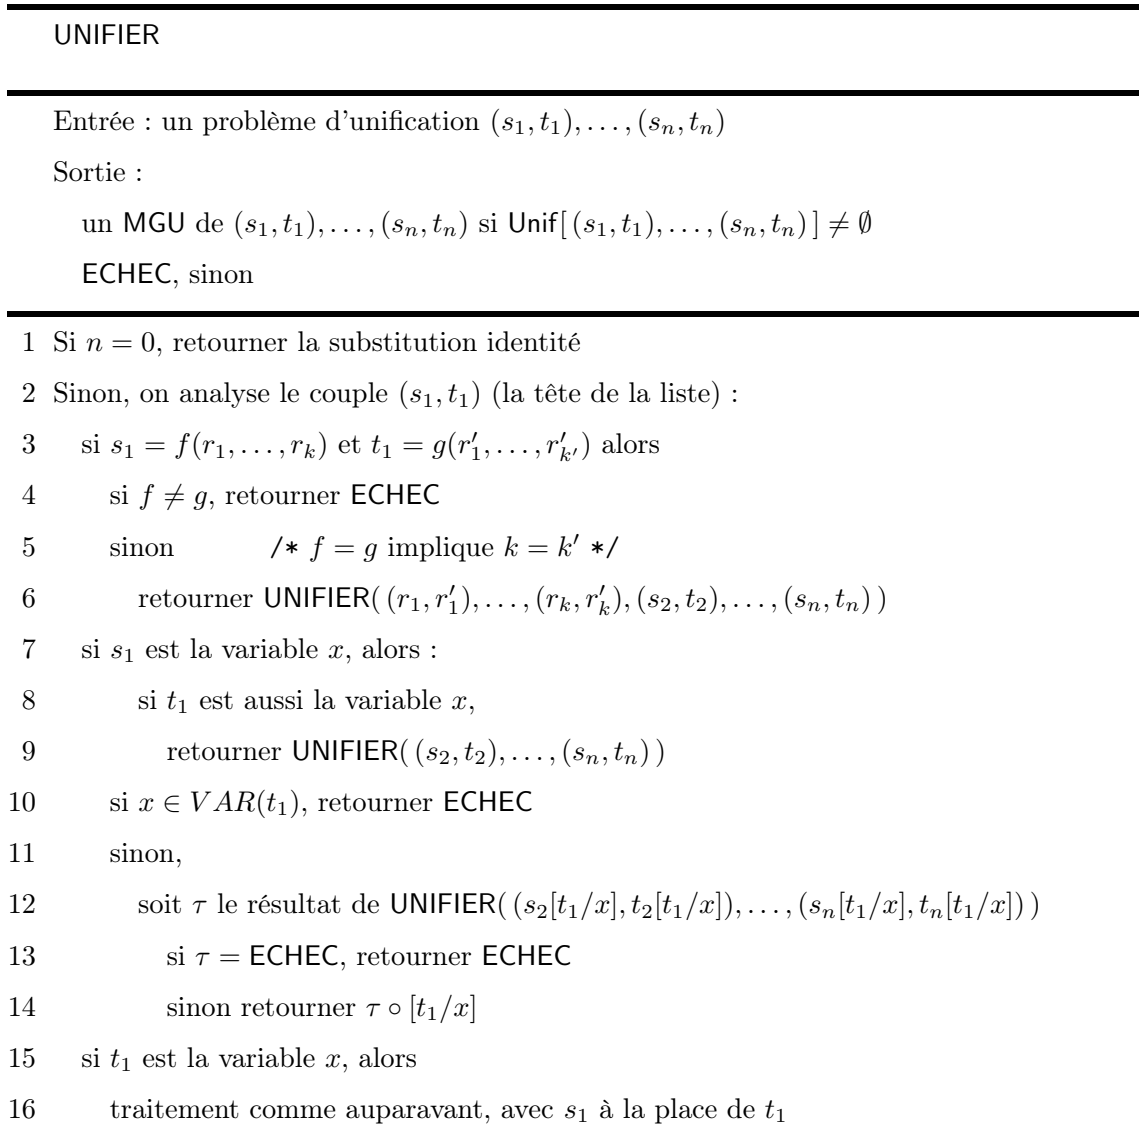 UNIFIER
Entrée : un problème d'unification (s₁, t₁), . . . , (sₙ, tₙ)
Sortie :
un MGU de (s₁, t₁), . . . , (sₙ, tₙ) si Unif[ (s₁, t₁), . . . , (sₙ, tₙ) ] ≠ ∅
ECHEC, sinon
1 Si n = 0, retourner la substitution identité
2 Sinon, on analyse le couple (s₁, t₁) (la tête de la liste) :
3 si s₁ = f(r₁, . . . , rₖ) et t₁ = g(r′₁, . . . , r′ₖ′) alors
4 si f ≠ g, retourner ECHEC
5 sinon /* f = g implique k = k′ */
6 retourner UNIFIER( (r₁, r′₁), . . . , (rₖ, r′ₖ), (s₂, t₂), . . . , (sₙ, tₙ) )
7 si s₁ est la variable x, alors :
8 si t₁ est aussi la variable x,
9 retourner UNIFIER( (s₂, t₂), . . . , (sₙ, tₙ) )
10 si x ∈ VAR(t₁), retourner ECHEC
11 sinon,
12 soit τ le résultat de UNIFIER( (s₂[t₁/x], t₂[t₁/x]), . . . , (sₙ[t₁/x], tₙ[t₁/x]) )
13 si τ = ECHEC, retourner ECHEC
14 sinon retourner τ ∘ [t₁/x]
15 si t₁ est la variable x, alors
16 traitement comme auparavant, avec s₁ à la place de t₁